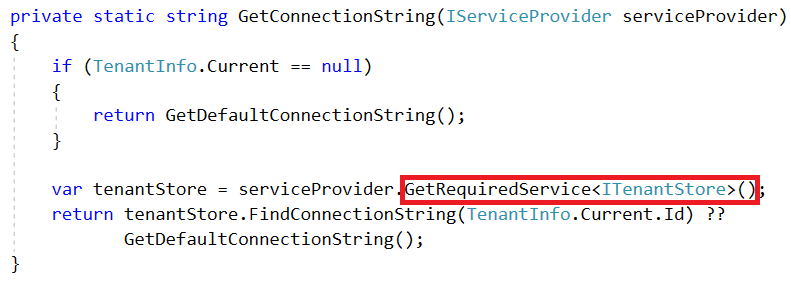 private static string GetConnectionString(IServiceProvider serviceProvider)
{
    if (TenantInfo.Current == null)
    {
        return GetDefaultConnectionString();
    }
    var tenantStore = serviceProvider.GetRequiredService<ITenantStore>();
    return tenantStore.FindConnectionString(TenantInfo.Current.Id) ??
           GetDefaultConnectionString();
}